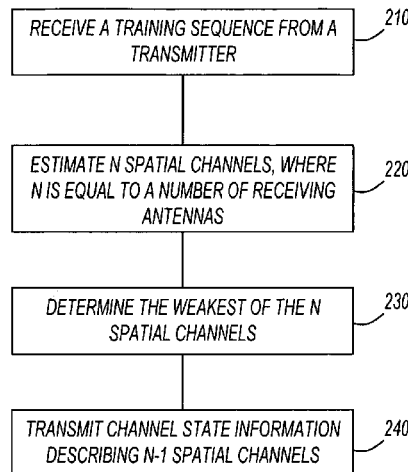 RECEIVE A TRAINING SEQUENCE FROM A
TRANSMITTER
210
ESTIMATE N SPATIAL CHANNELS, WHERE
N IS EQUAL TO A NUMBER OF RECEIVING
ANTENNAS
220
DETERMINE THE WEAKEST OF THE N
SPATIAL CHANNELS
230
TRANSMIT CHANNEL STATE INFORMATION
DESCRIBING N-1 SPATIAL CHANNELS
240